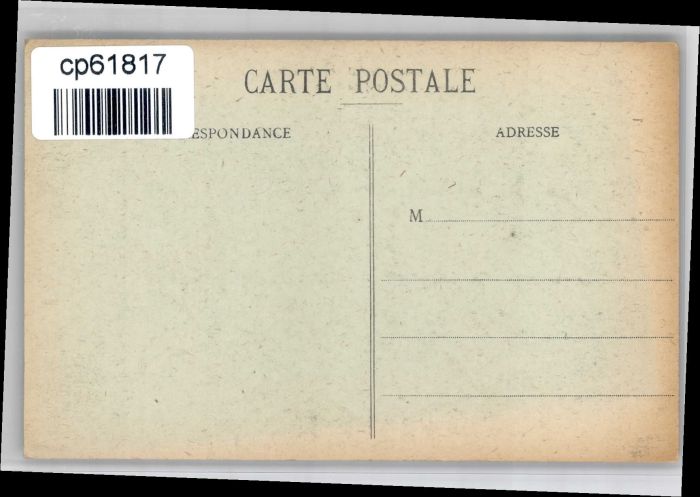 cp61817
CARTE POSTALE
ESPONDANCE
ADRESSE
M